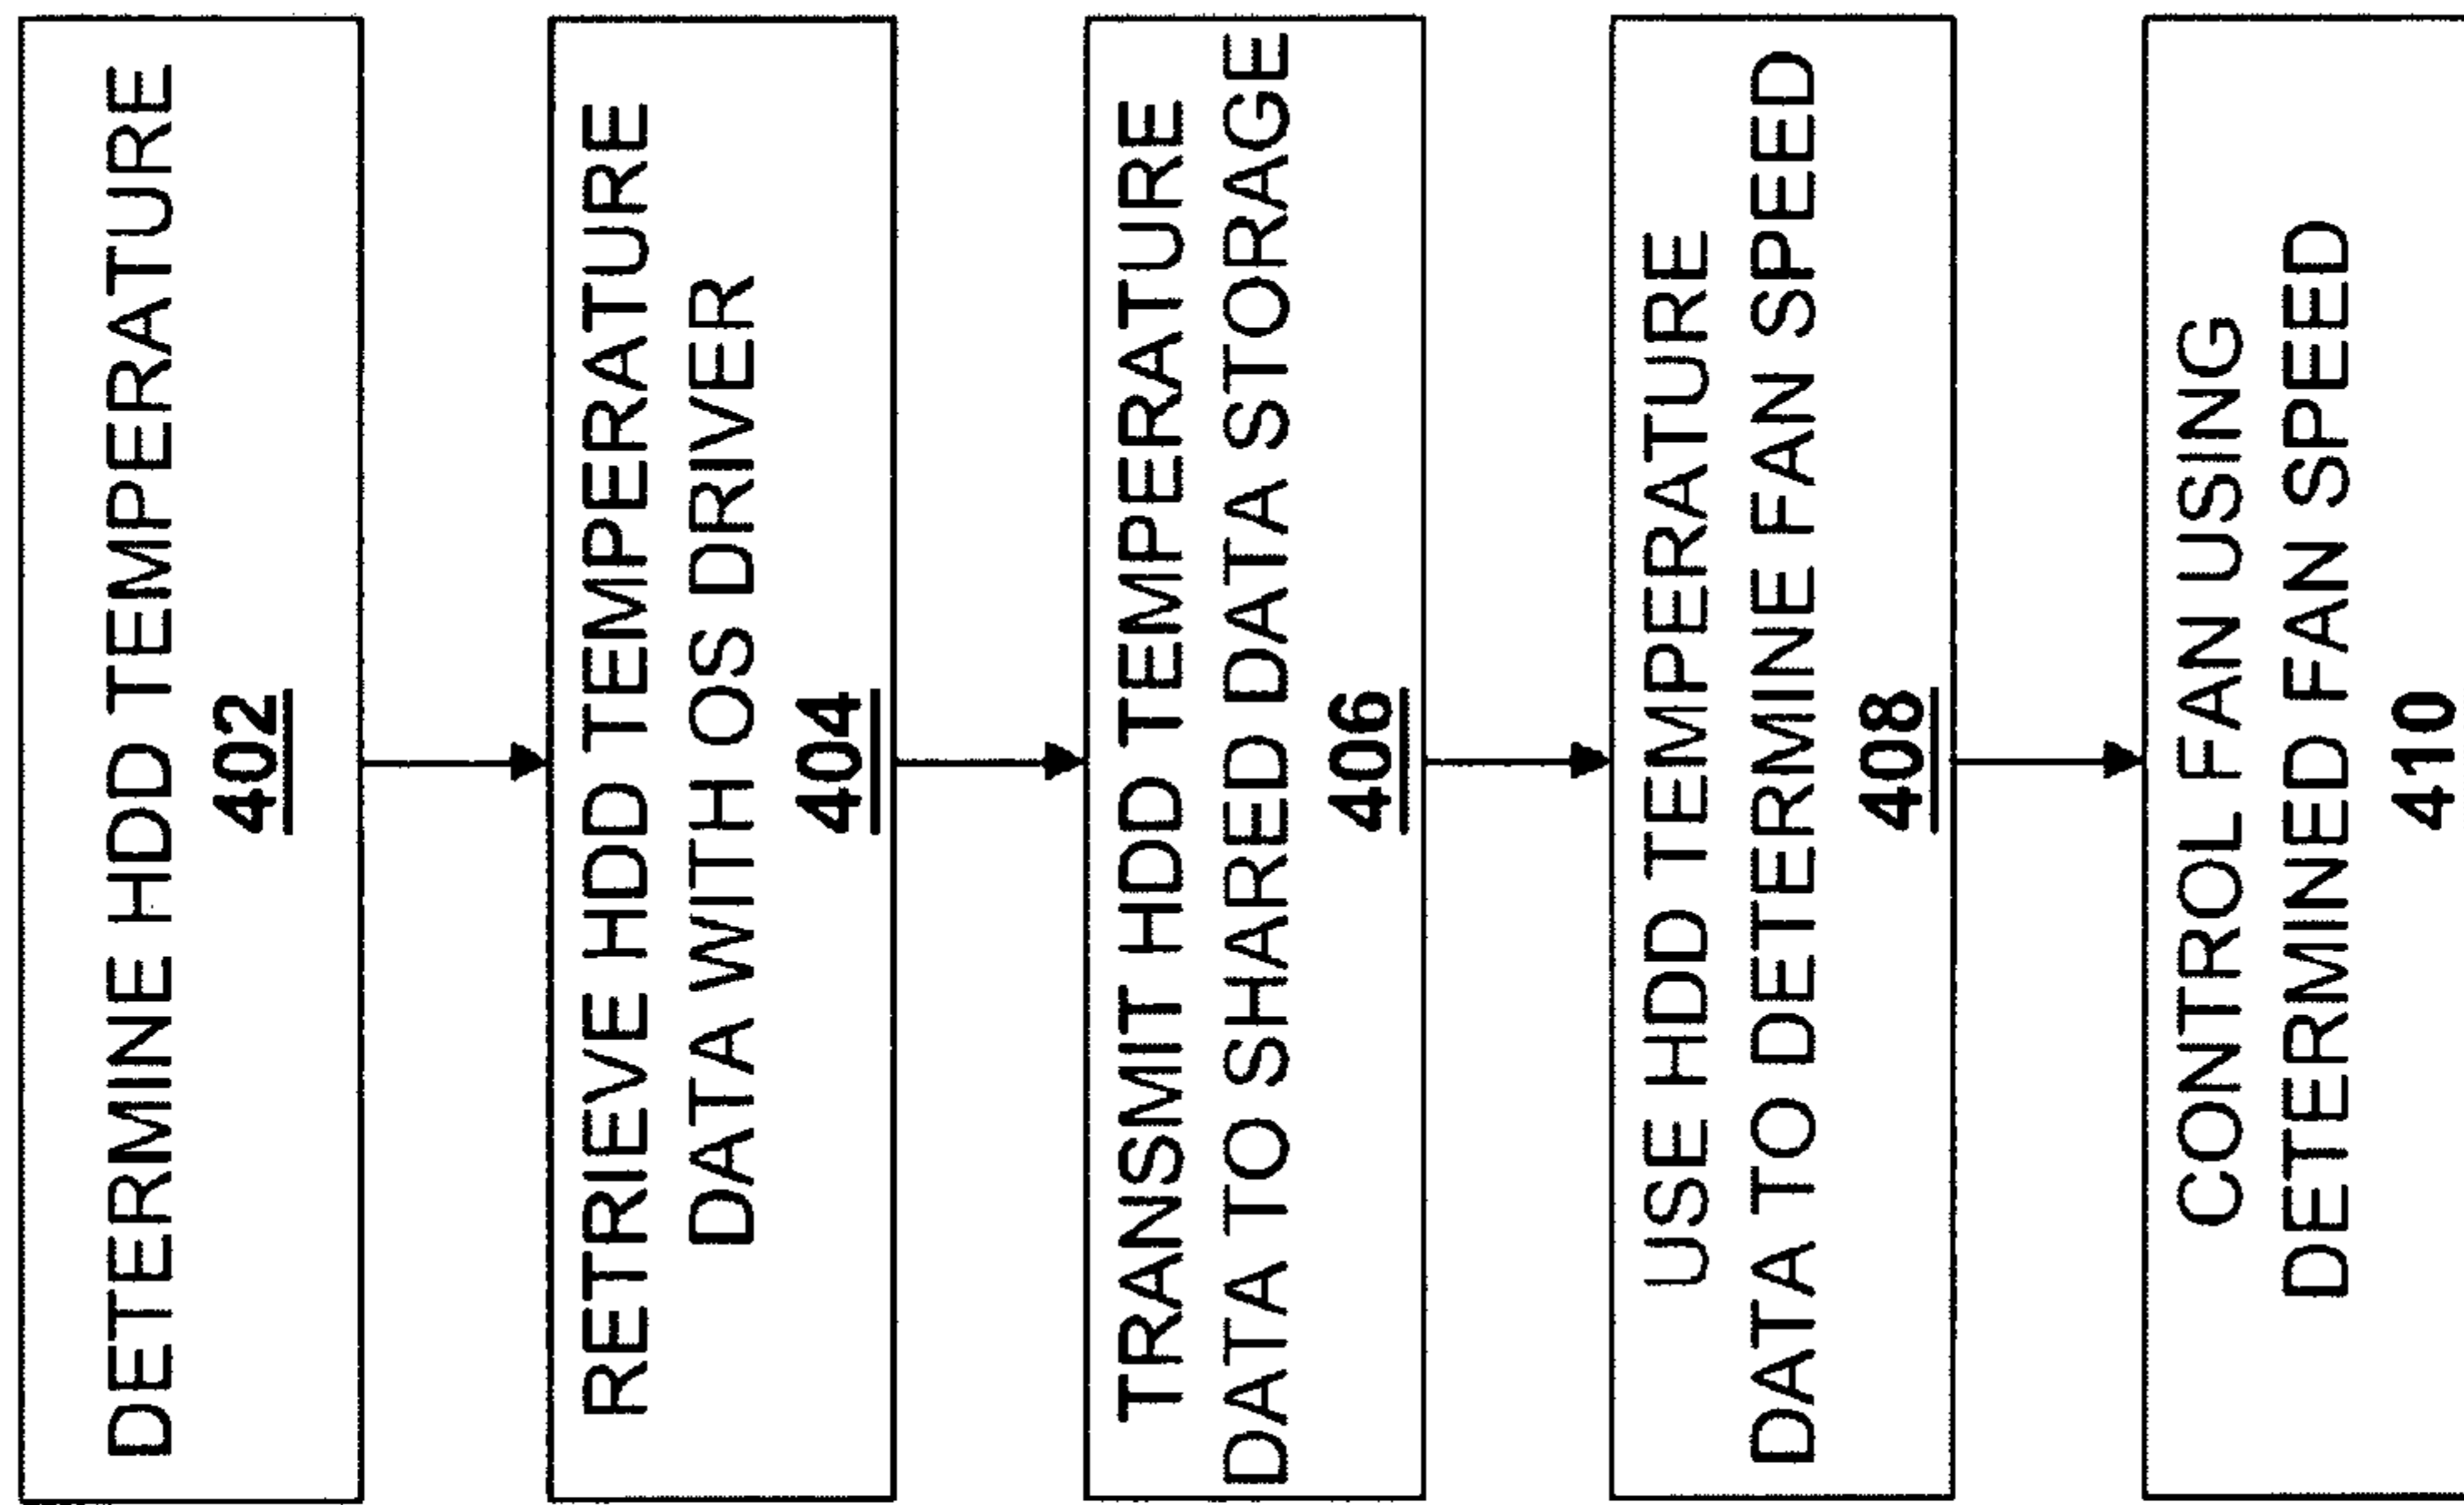 DETERMINE HDD TEMPERATURE
402
RETRIEVE HDD TEMPERATURE
DATA WITH OS DRIVER
404
TRANSMIT HDD TEMPERATURE
DATA TO SHARED DATA STORAGE
406
USE HDD TEMPERATURE
DATA TO DETERMINE FAN SPEED
408
CONTROL FAN USING
DETERMINED FAN SPEED
410